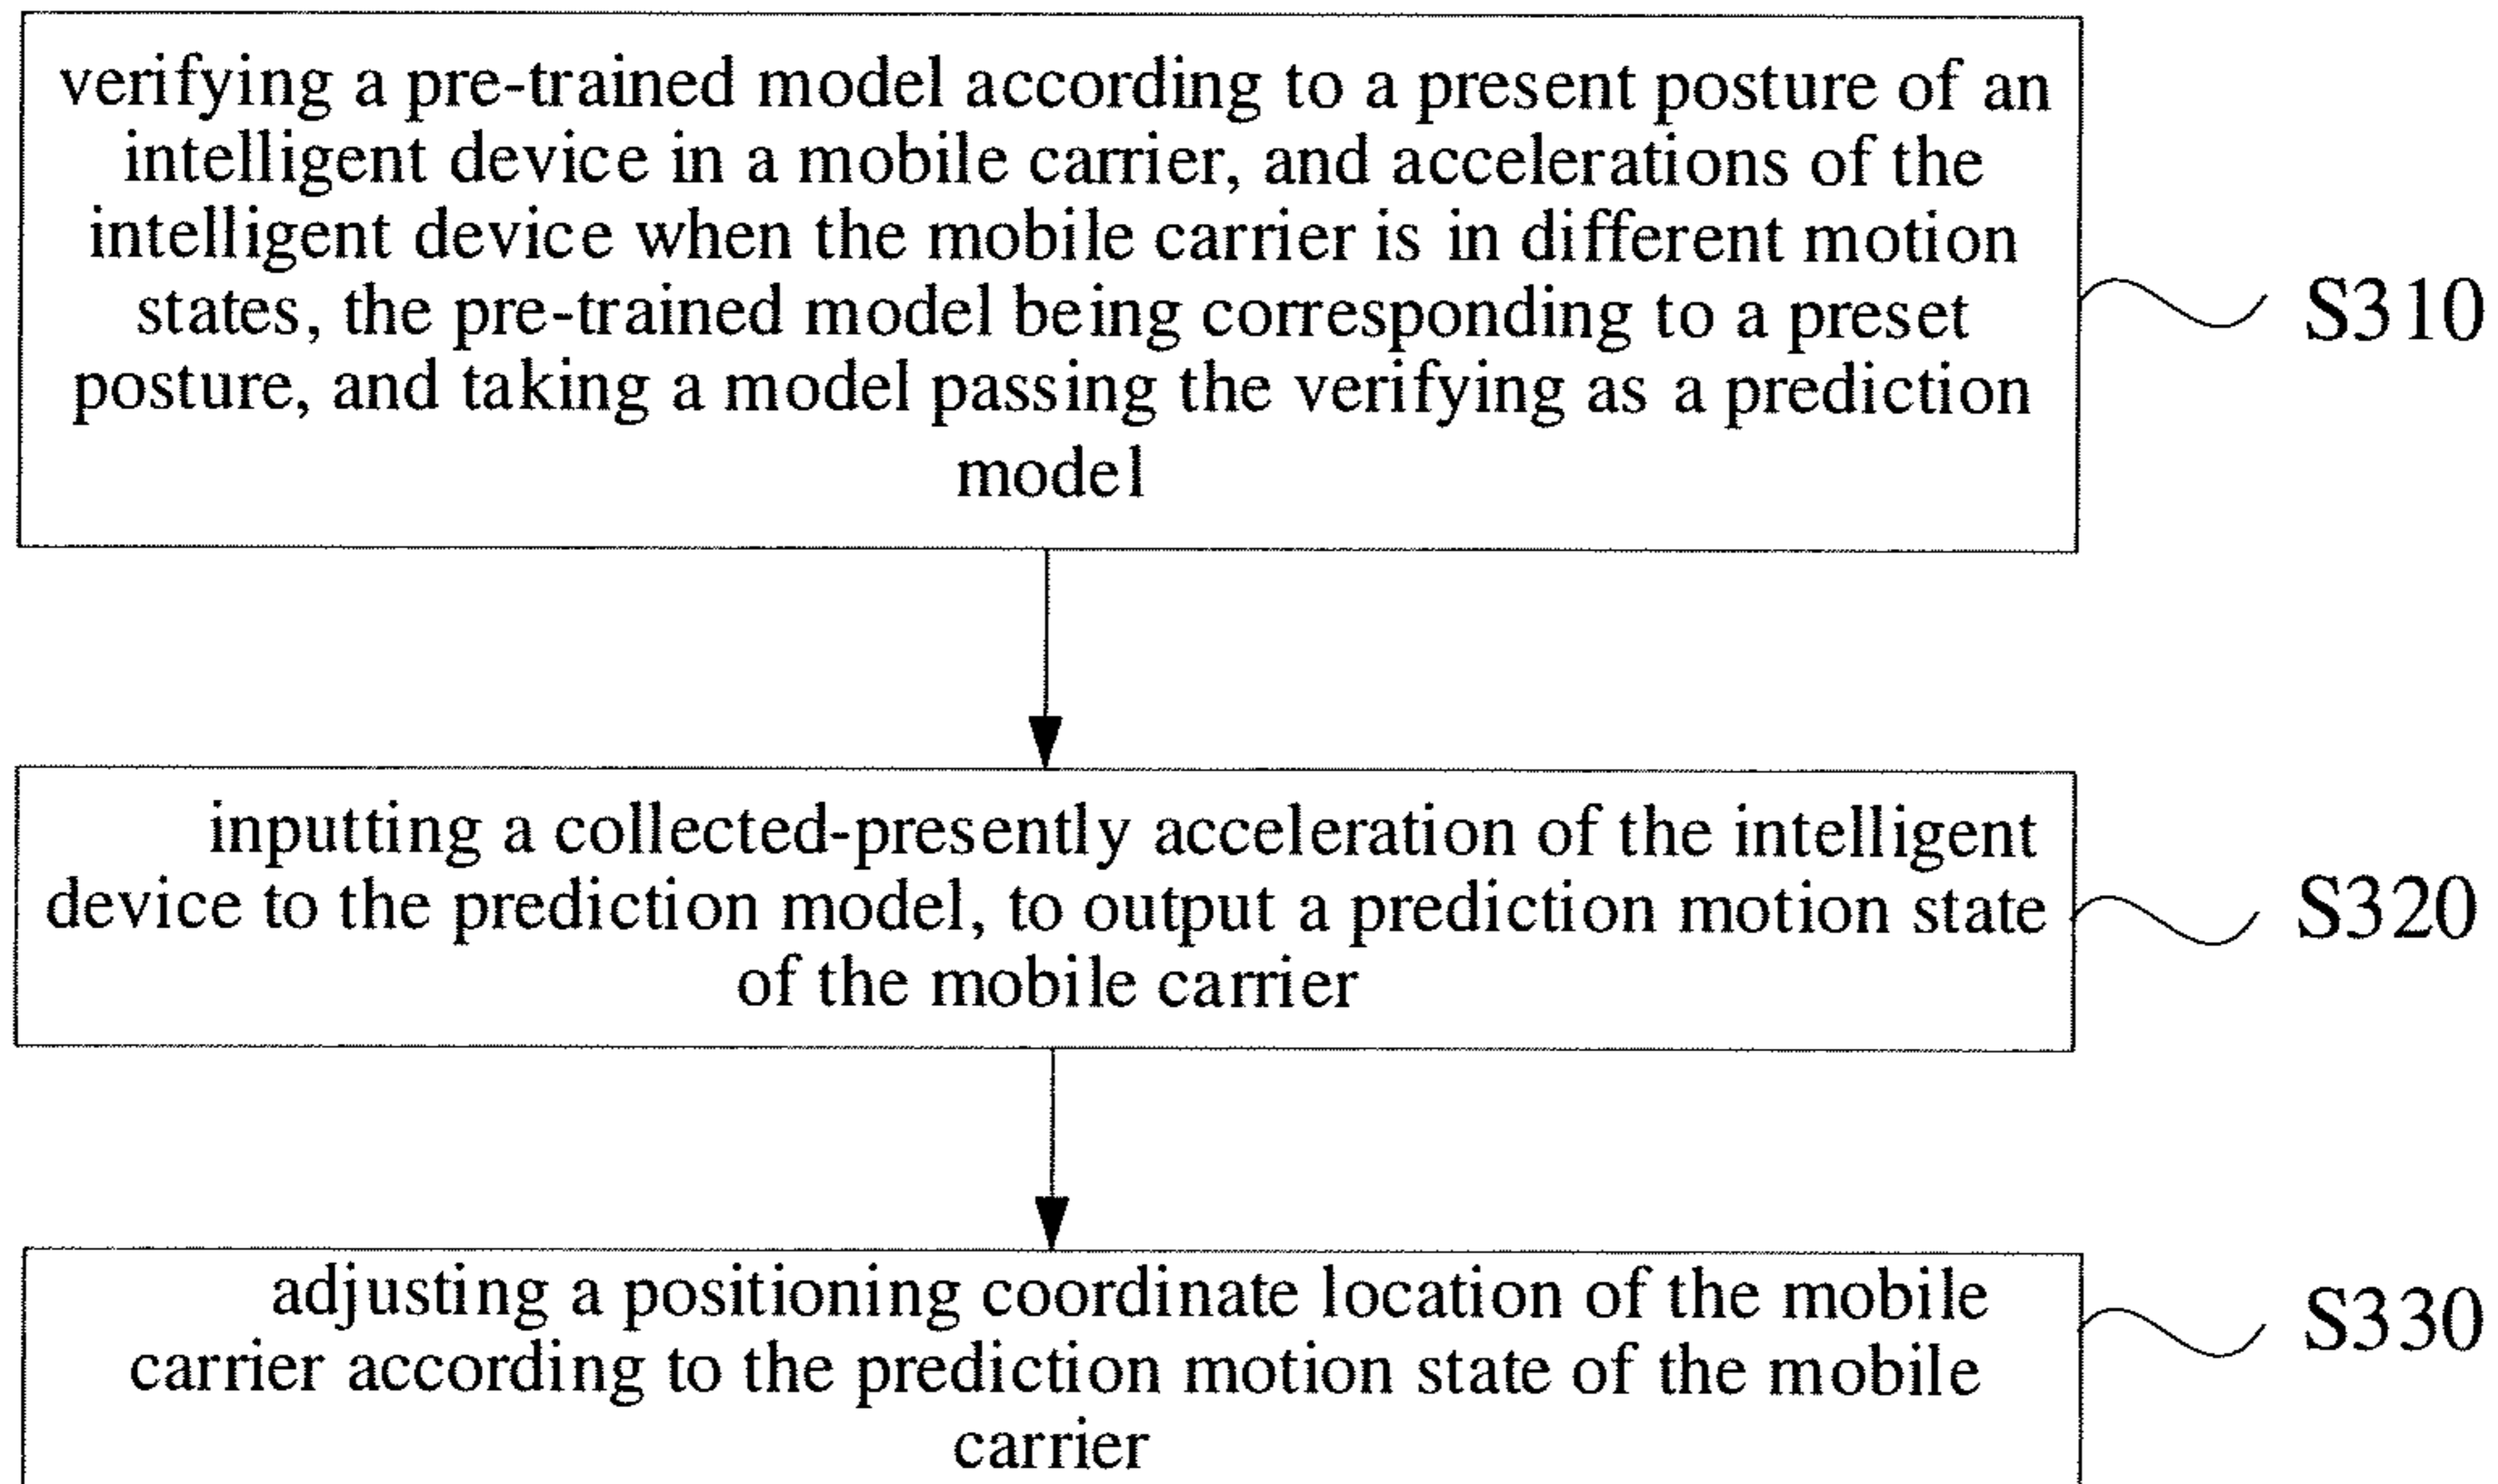 verifying a pre-trained model according to a present posture of an
intelligent device in a mobile carrier, and accelerations of the
intelligent device when the mobile carrier is in different motion
states, the pre-trained model being corresponding to a preset
posture, and taking a model passing the verifying as a prediction
model
S310
inputting a collected-presently acceleration of the intelligent
device to the prediction model, to output a prediction motion state
of the mobile carrier
S320
adjusting a positioning coordinate location of the mobile
carrier according to the prediction motion state of the mobile
carrier
S330